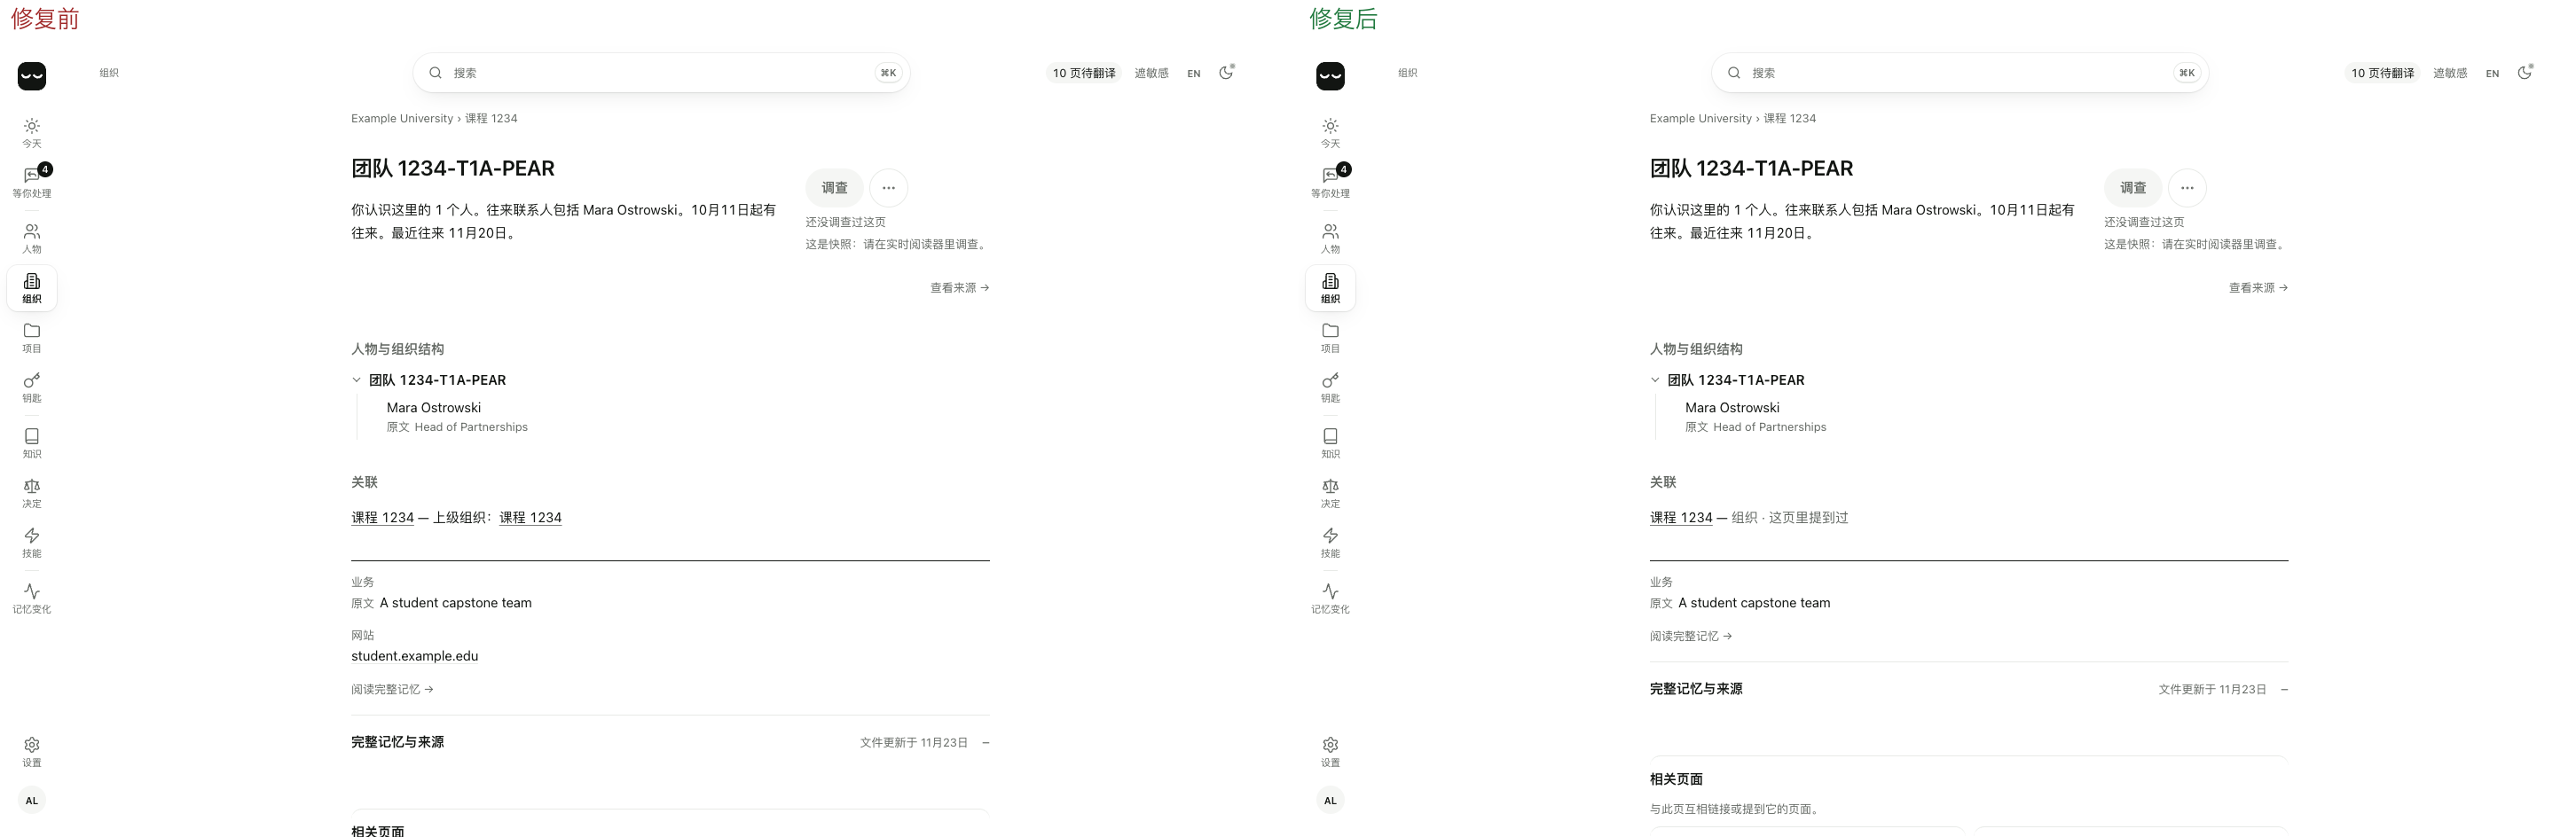 修复前
组织
搜索
⌘K
10 页待翻译
遮敏感
EN
今天
4
等你处理
人物
组织
项目
钥匙
知识
决定
技能
记忆变化
设置
AL
Example University › 课程 1234
团队 1234-T1A-PEAR
你认识这里的 1 个人。往来联系人包括 Mara Ostrowski。10月11日起有
往来。最近往来 11月20日。
调查
还没调查过这页
这是快照：请在实时阅读器里调查。
查看来源 →
人物与组织结构
团队 1234-T1A-PEAR
Mara Ostrowski
原文 Head of Partnerships
关联
课程 1234 — 上级组织：课程 1234
业务
原文 A student capstone team
网站
student.example.edu
阅读完整记忆 →
完整记忆与来源
文件更新于 11月23日 –
相关页面
修复后
组织
搜索
⌘K
10 页待翻译
遮敏感
EN
今天
4
等你处理
人物
组织
项目
钥匙
知识
决定
技能
记忆变化
设置
AL
Example University › 课程 1234
团队 1234-T1A-PEAR
你认识这里的 1 个人。往来联系人包括 Mara Ostrowski。10月11日起有
往来。最近往来 11月20日。
调查
还没调查过这页
这是快照：请在实时阅读器里调查。
查看来源 →
人物与组织结构
团队 1234-T1A-PEAR
Mara Ostrowski
原文 Head of Partnerships
关联
课程 1234 — 组织 · 这页里提到过
业务
原文 A student capstone team
阅读完整记忆 →
完整记忆与来源
文件更新于 11月23日 –
相关页面
与此页互相链接或提到它的页面。